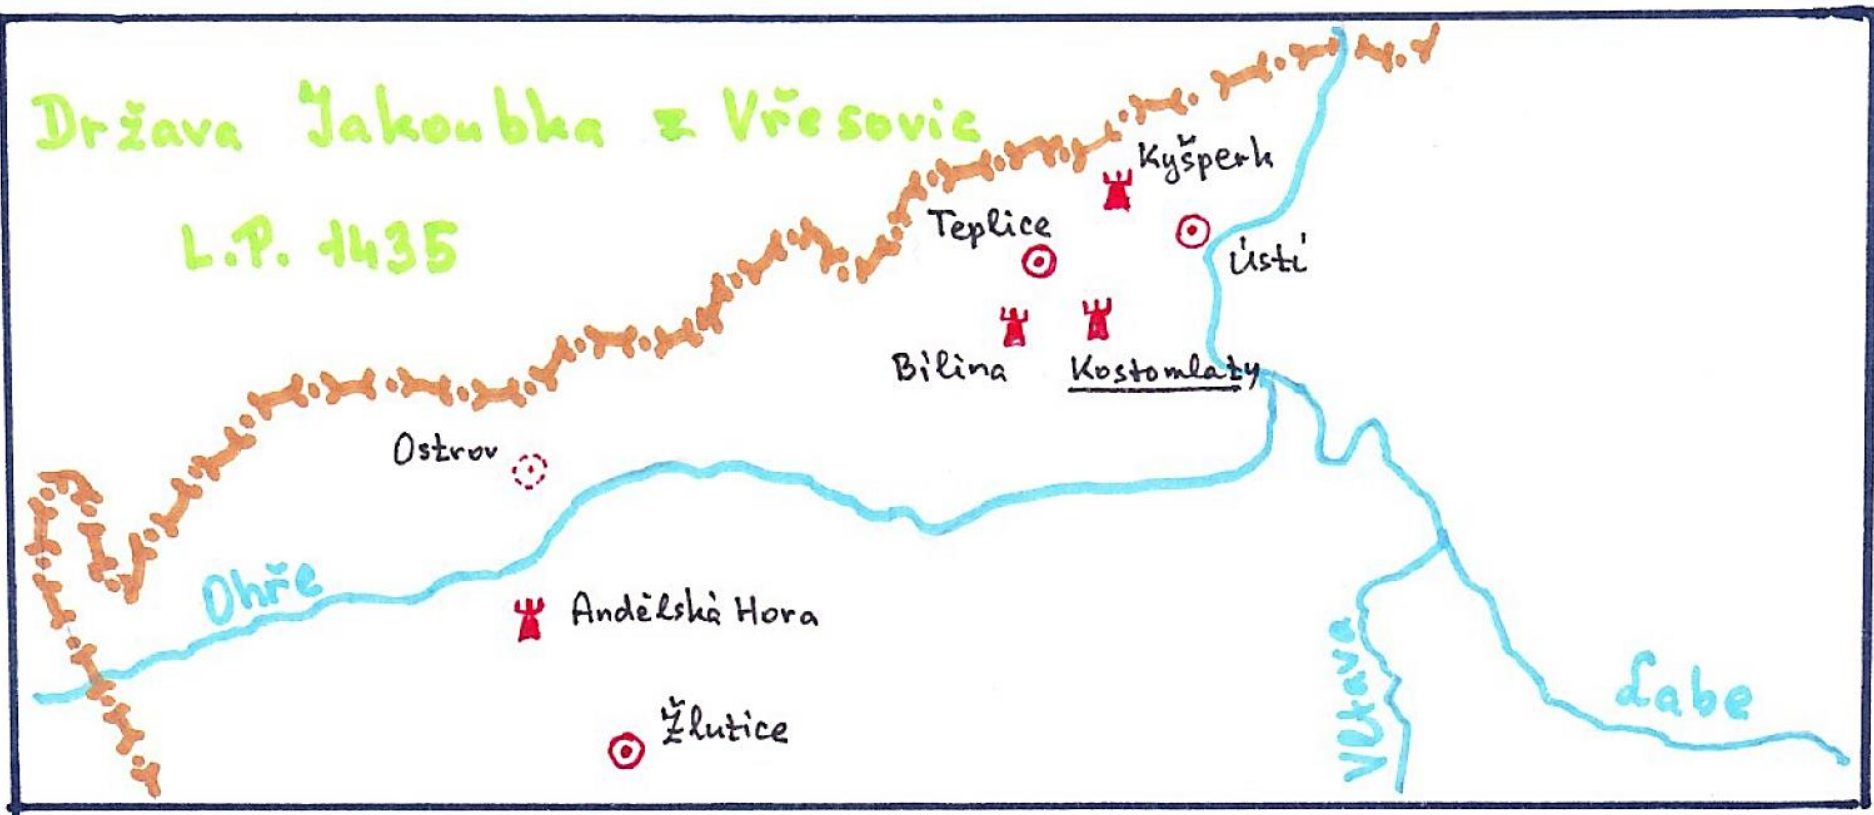 Država Jakoubka z Vřesovic
L.P. 1435
Kyšperk
Teplice
Ústí
Bílina
Kostomlaty
Ostrov
Ohře
Andělská Hora
Žlutice
Vltava
Labe